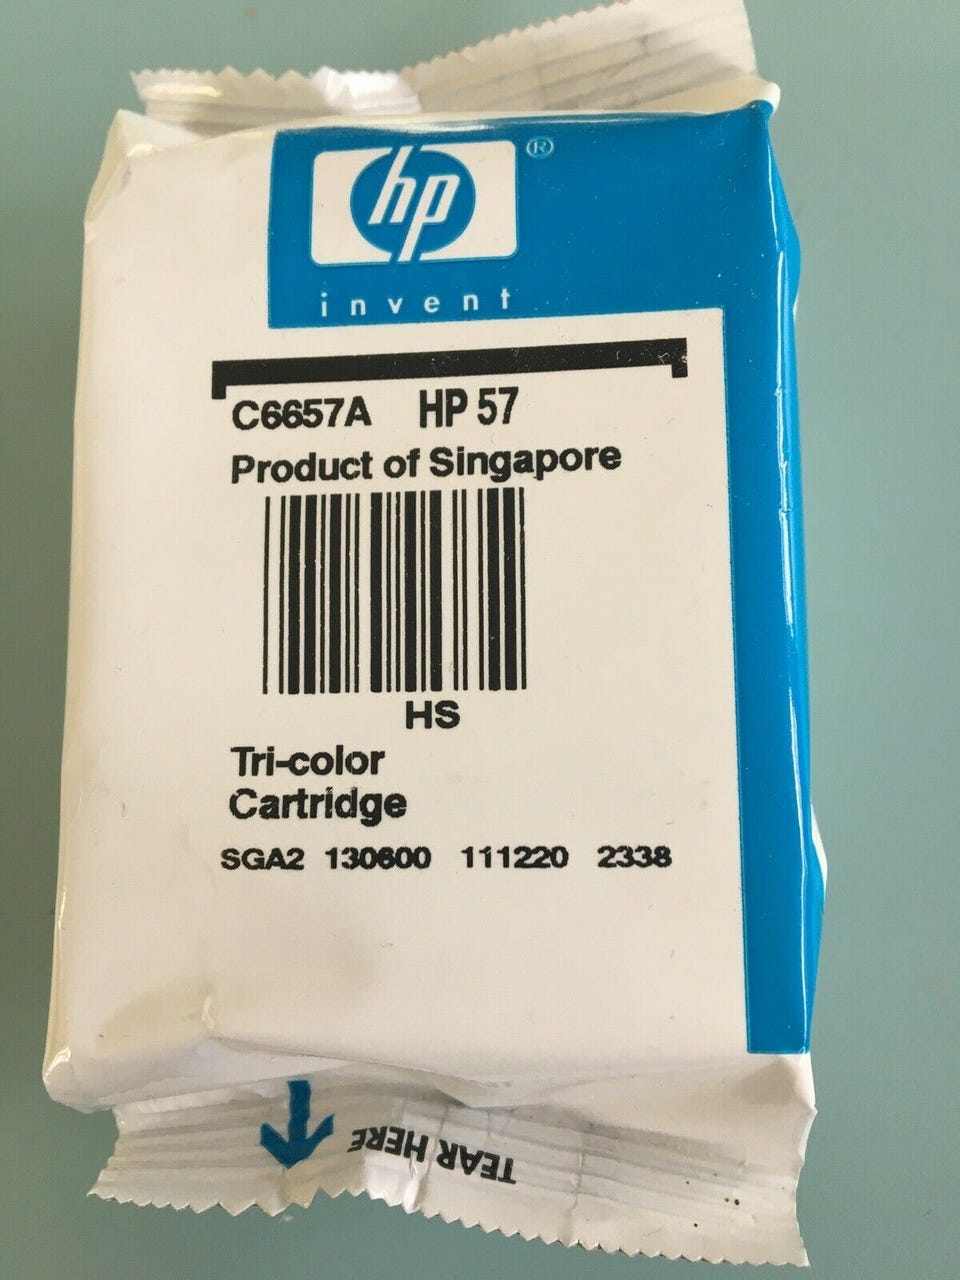 hp ®
invent
C6657A HP 57
Product of Singapore
HS
Tri-color
Cartridge
SGA2 130600 111220 2338
TEAR HERE